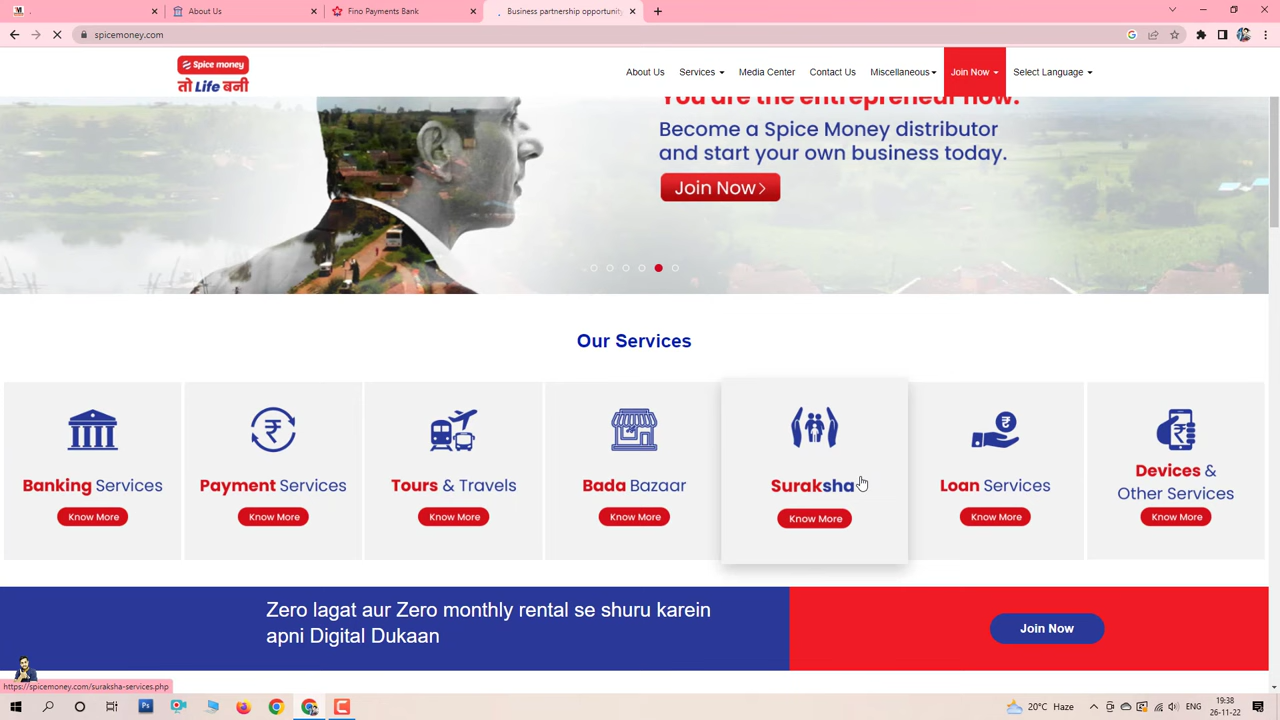 About Us
Fino Payments Bank
Business partnership opportunity
spicemoney.com
Spice money
तो Life बनी
About Us
Services
Media Center
Contact Us
Miscellaneous
Join Now
Select Language
You are the entrepreneur now.
Become a Spice Money distributor
and start your own business today.
Join Now
Our Services
Banking Services
Know More
Payment Services
Know More
Tours & Travels
Know More
Bada Bazaar
Know More
Suraksha
Know More
Loan Services
Know More
Devices &
Other Services
Know More
Zero lagat aur Zero monthly rental se shuru karein
apni Digital Dukaan
Join Now
https://spicemoney.com/suraksha-services.php
Ps
20°C Haze
ENG
19:38
26-11-22